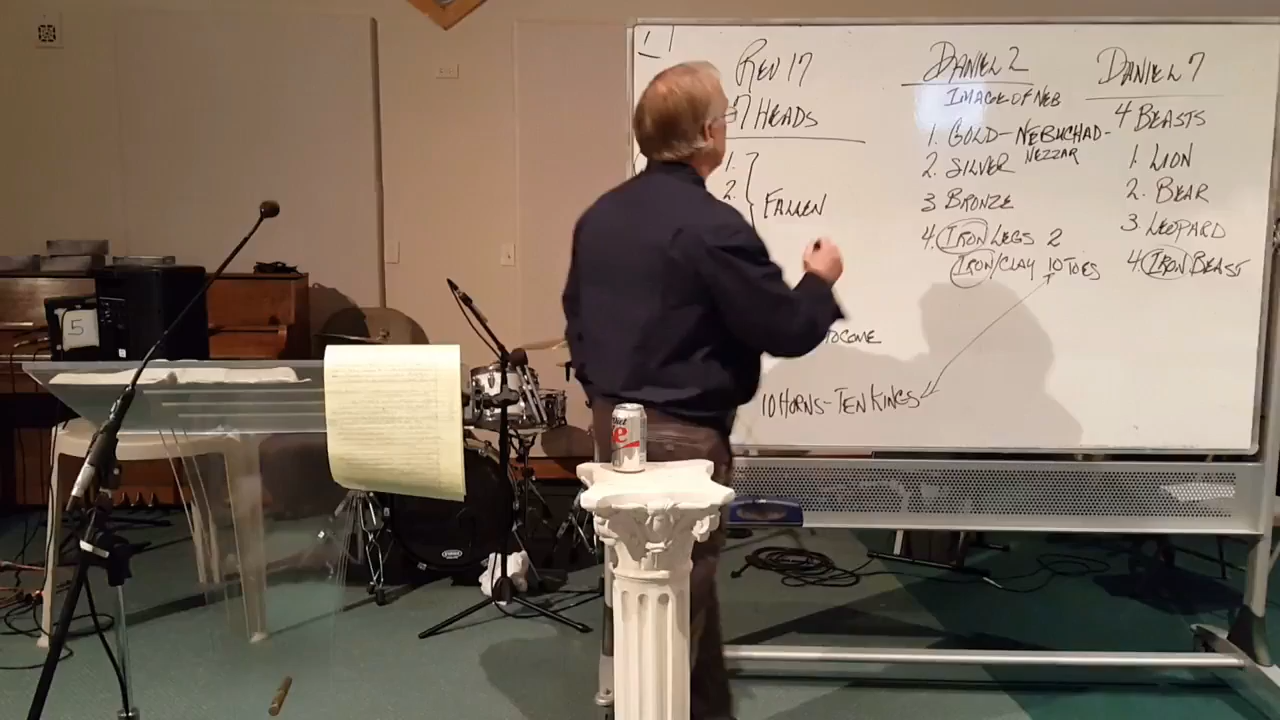 REV 17
7 HEADS
1.
2.
FALLEN
TO COME
10 HORNS-TEN KINGS
DANIEL 2
IMAGE OF NEB
1. GOLD-NEBUCHAD-
NEZZAR
2. SILVER
3 BRONZE
4. IRON LEGS 2
IRON/CLAY 10 TOES
DANIEL 7
4 BEASTS
1. LION
2. BEAR
3. LEOPARD
4. IRON BEAST
5